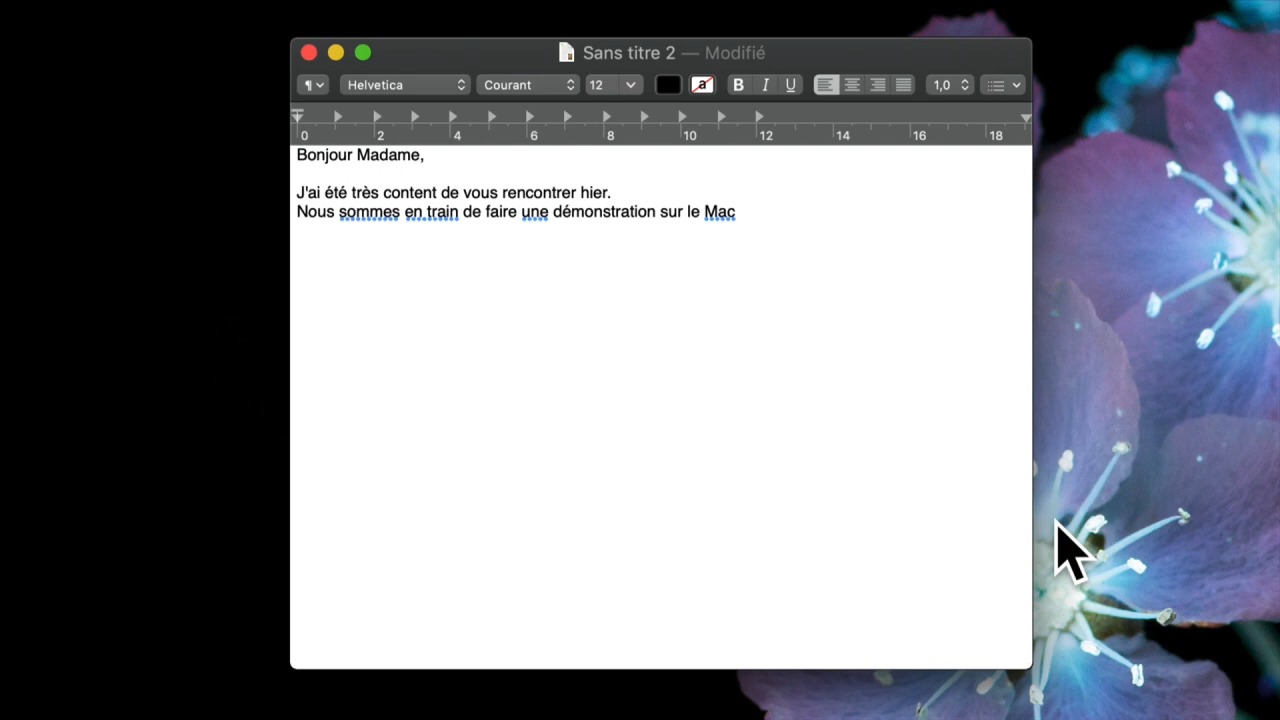 Sans titre 2 — Modifié
¶ Helvetica Courant 12 a B I U 1,0
0 2 4 6 8 10 12 14 16 18
Bonjour Madame,
J'ai été très content de vous rencontrer hier.
Nous sommes en train de faire une démonstration sur le Mac